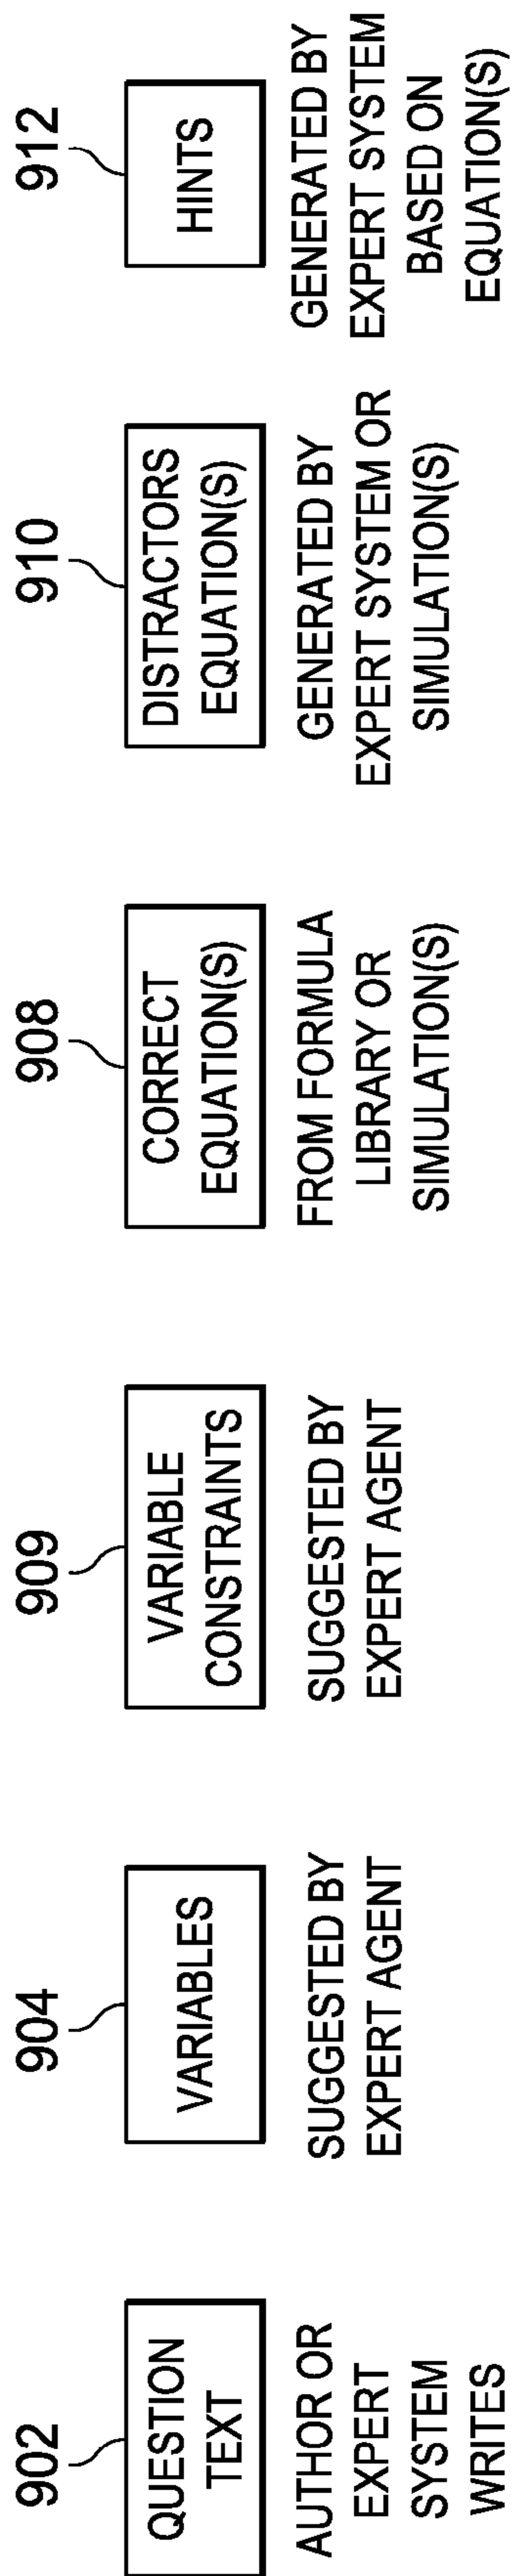 902
QUESTION
TEXT
AUTHOR OR
EXPERT
SYSTEM
WRITES
904
VARIABLES
SUGGESTED BY
EXPERT AGENT
909
VARIABLE
CONSTRAINTS
SUGGESTED BY
EXPERT AGENT
908
CORRECT
EQUATION(S)
FROM FORMULA
LIBRARY OR
SIMULATION(S)
910
DISTRACTORS
EQUATION(S)
GENERATED BY
EXPERT SYSTEM OR
SIMULATION(S)
912
HINTS
GENERATED BY
EXPERT SYSTEM
BASED ON
EQUATION(S)